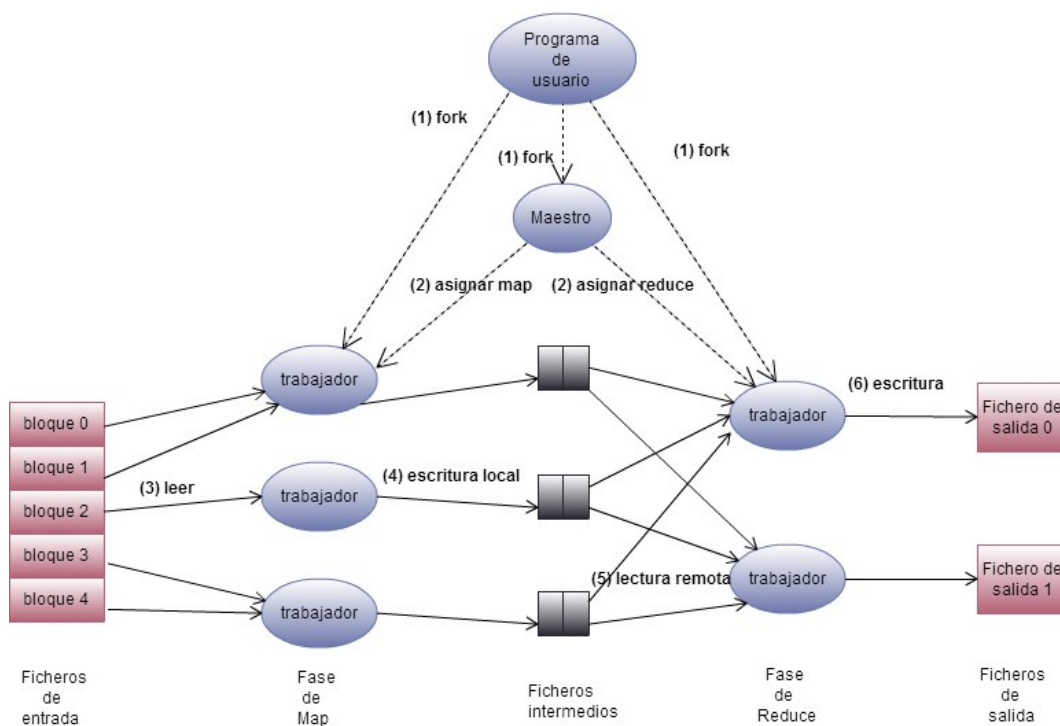 Programa
de
usuario
(1) fork
(1) fork
(1) fork
Maestro
(2) asignar map
(2) asignar reduce
trabajador
(6) escritura
trabajador
Fichero de
salida 0
bloque 0
bloque 1
bloque 2
bloque 3
bloque 4
(3) leer
trabajador
(4) escritura local
(5) lectura remota
trabajador
Fichero de
salida 1
trabajador
Ficheros
de
entrada
Fase
de
Map
Ficheros
intermedios
Fase
de
Reduce
Ficheros
de
salida